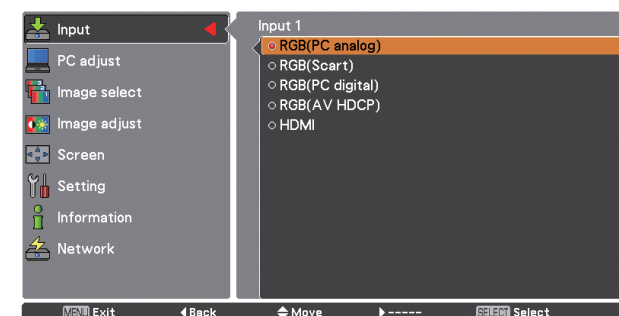 Input
PC adjust
Image select
Image adjust
Screen
Setting
Information
Network
Input 1
RGB(PC analog)
RGB(Scart)
RGB(PC digital)
RGB(AV HDCP)
HDMI
MENU Exit Back Move ----- SELECT Select